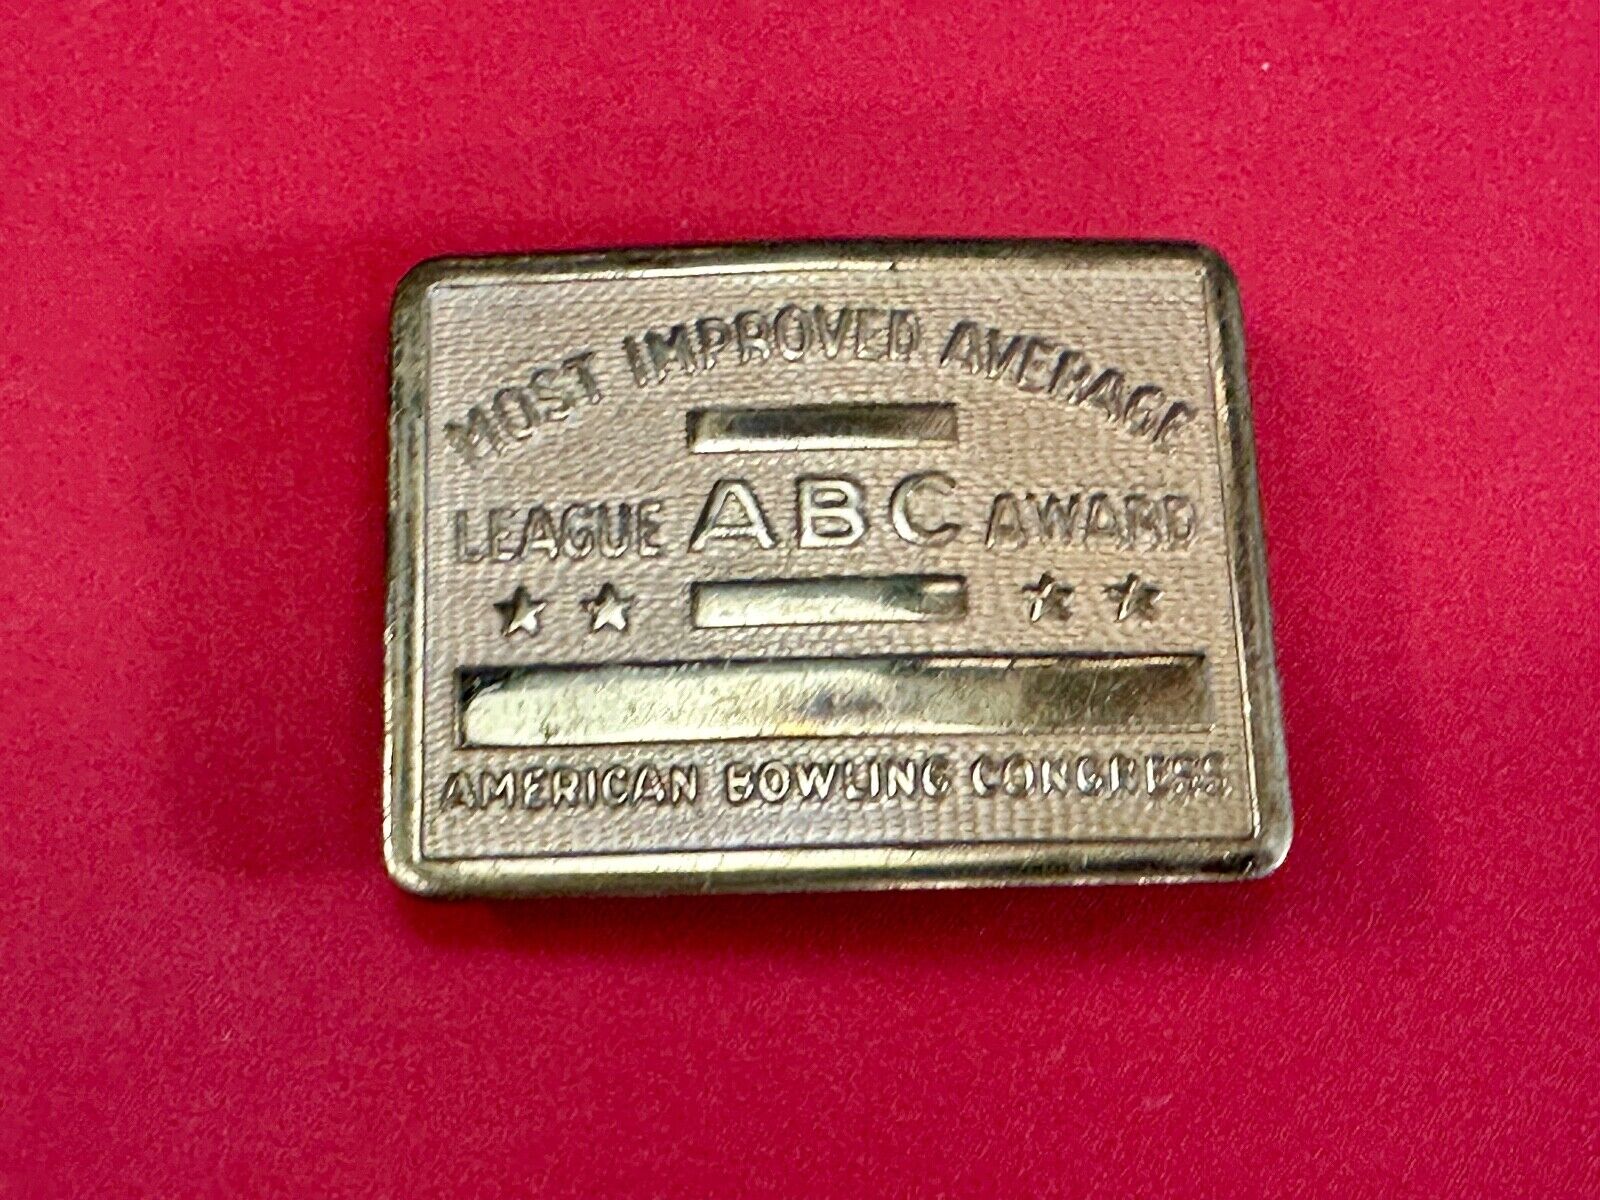 MOST IMPROVED AVERAGE
LEAGUE ABC AWARD
AMERICAN BOWLING CONGRESS